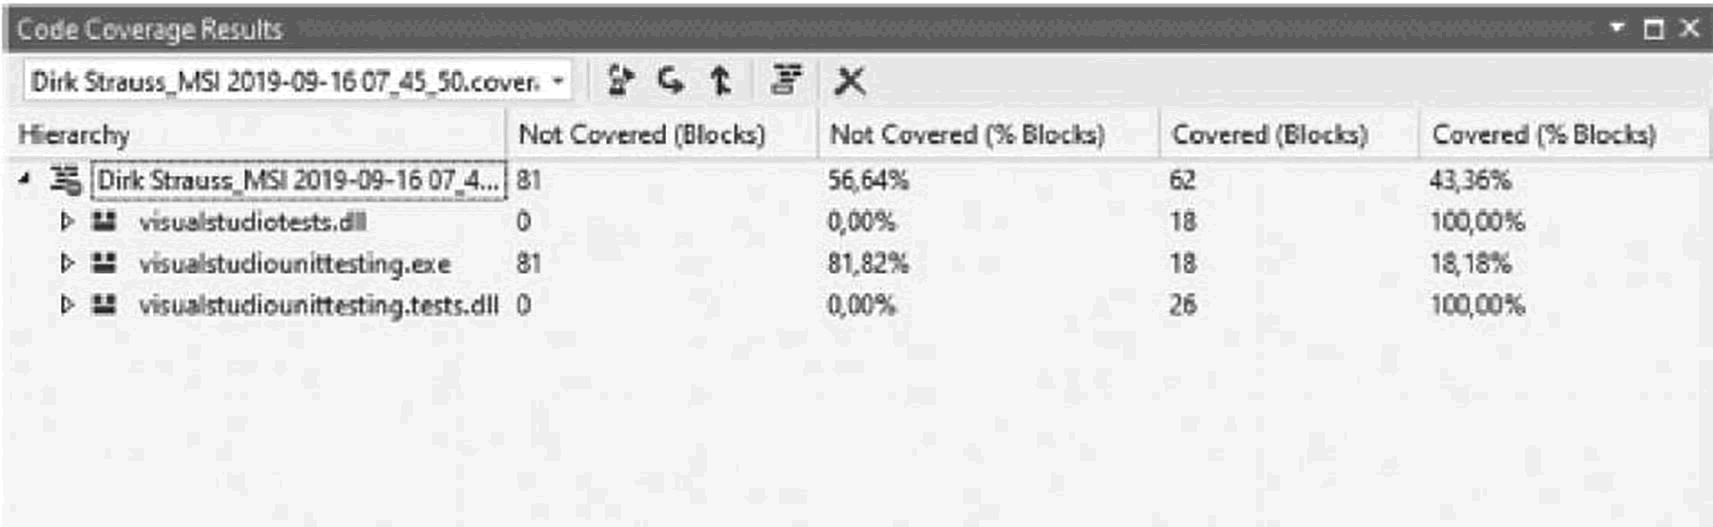 Code Coverage Results
Dirk Strauss_MSI 2019-09-16 07_45_50.cover.
Hierarchy Not Covered (Blocks) Not Covered (% Blocks) Covered (Blocks) Covered (% Blocks)
Dirk Strauss_MSI 2019-09-16 07_4... 81 56,64% 62 43,36%
visualstudiotests.dll 0 0,00% 18 100,00%
visualstudiounittesting.exe 81 81,82% 18 18,18%
visualstudiounittesting.tests.dll 0 0,00% 26 100,00%